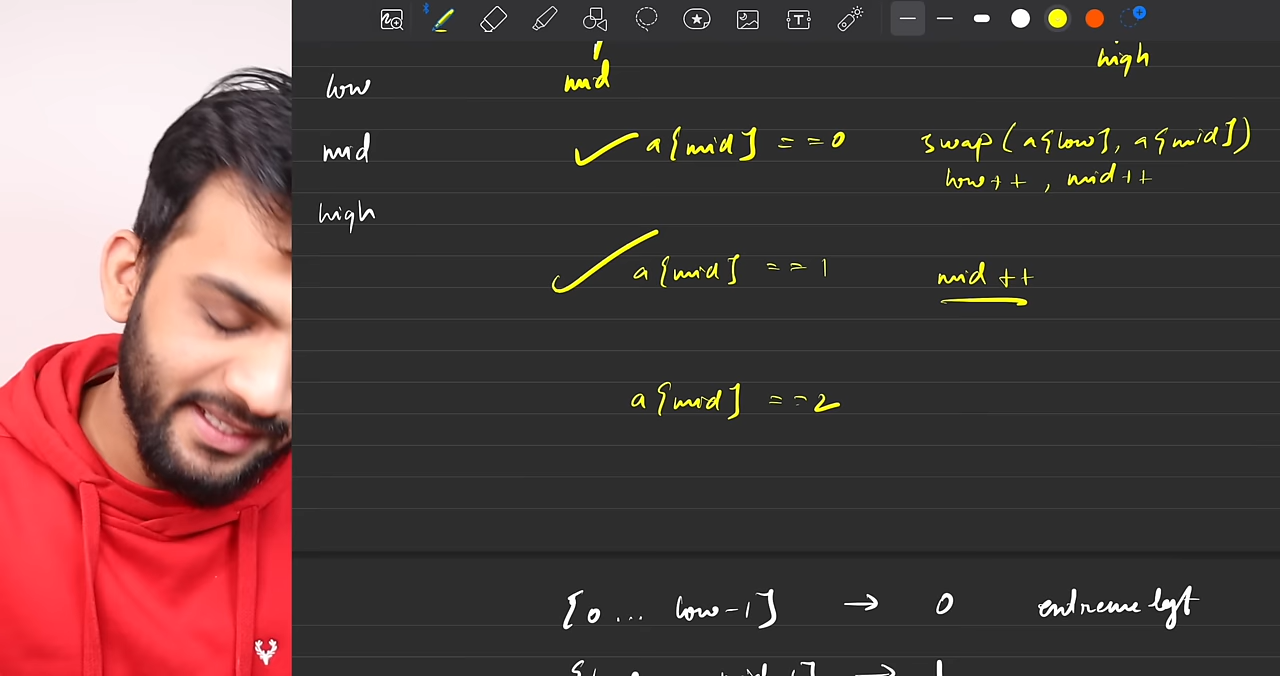 low
mid
high
mid
high
a[mid] == 0 swap(a[low], a[mid])
low++, mid++
a[mid] == 1 mid++
a[mid] == 2
[0... low-1] → 0 extreme left